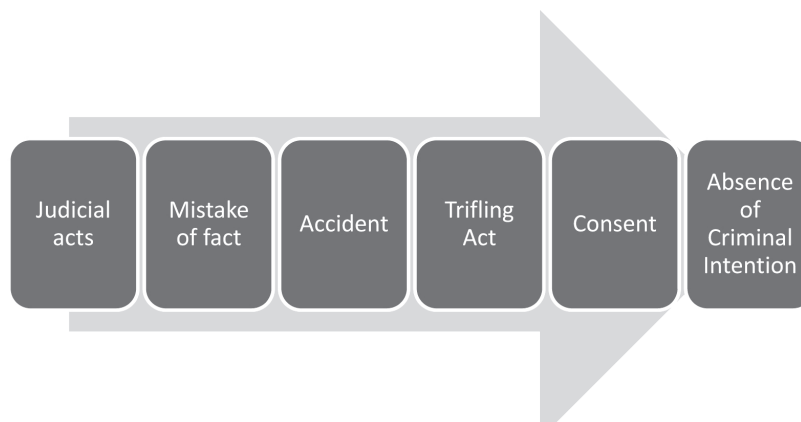 Judicial
acts
Mistake
of fact
Accident
Trifling
Act
Consent
Absence
of
Criminal
Intention